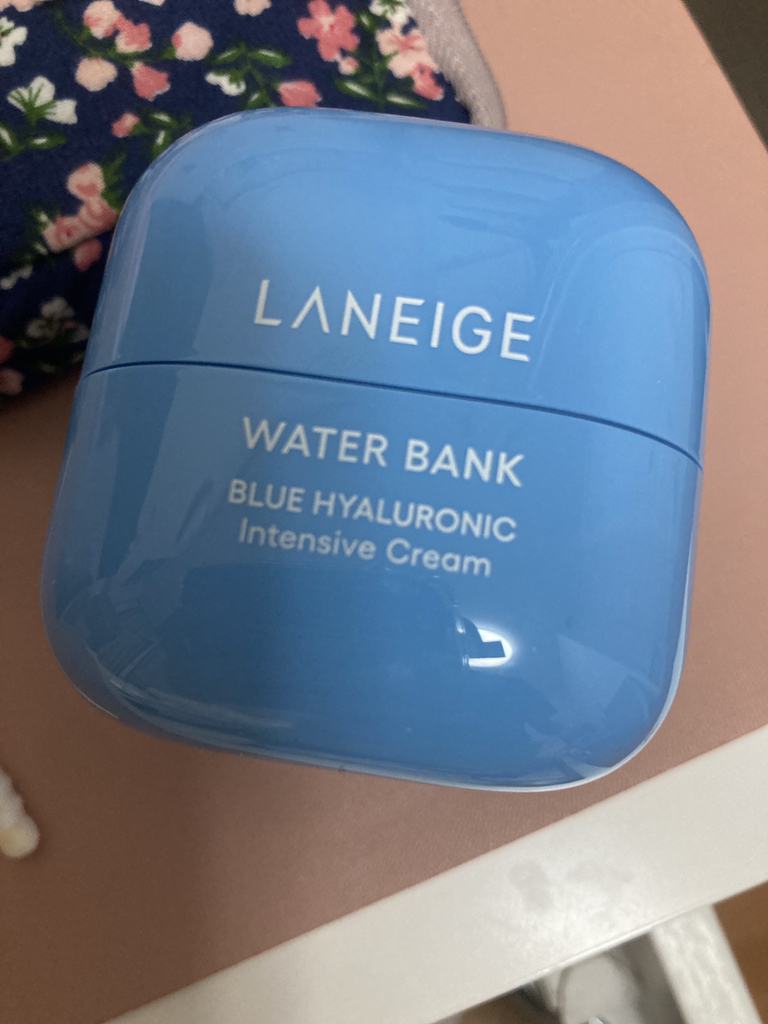 LANEIGE
WATER BANK
BLUE HYALURONIC
Intensive Cream